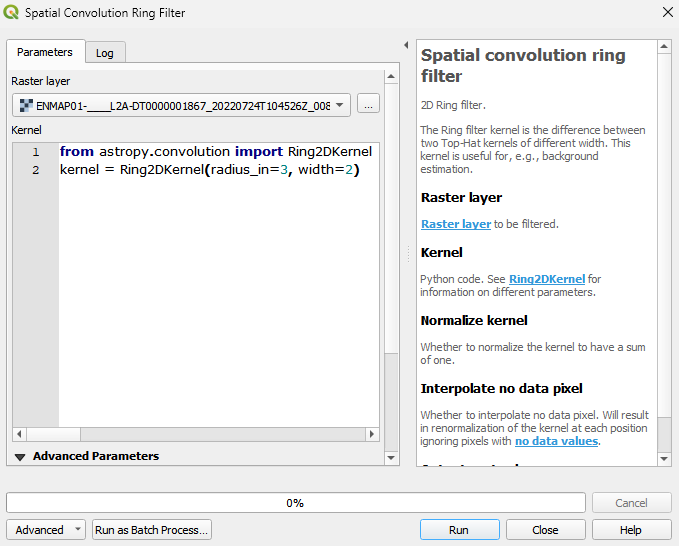 Spatial Convolution Ring Filter
Parameters
Log
Raster layer
ENMAP01-____L2A-DT0000001867_20220724T104526Z_008
...
Kernel
1 from astropy.convolution import Ring2DKernel
2 kernel = Ring2DKernel(radius_in=3, width=2)
Advanced Parameters
Spatial convolution ring
filter
2D Ring filter.
The Ring filter kernel is the difference between
two Top-Hat kernels of different width. This
kernel is useful for, e.g., background
estimation.
Raster layer
Raster layer to be filtered.
Kernel
Python code. See Ring2DKernel for
information on different parameters.
Normalize kernel
Whether to normalize the kernel to have a sum
of one.
Interpolate no data pixel
Whether to interpolate no data pixel. Will result
in renormalization of the kernel at each position
ignoring pixels with no data values.
0%
Cancel
Advanced
Run as Batch Process...
Run
Close
Help